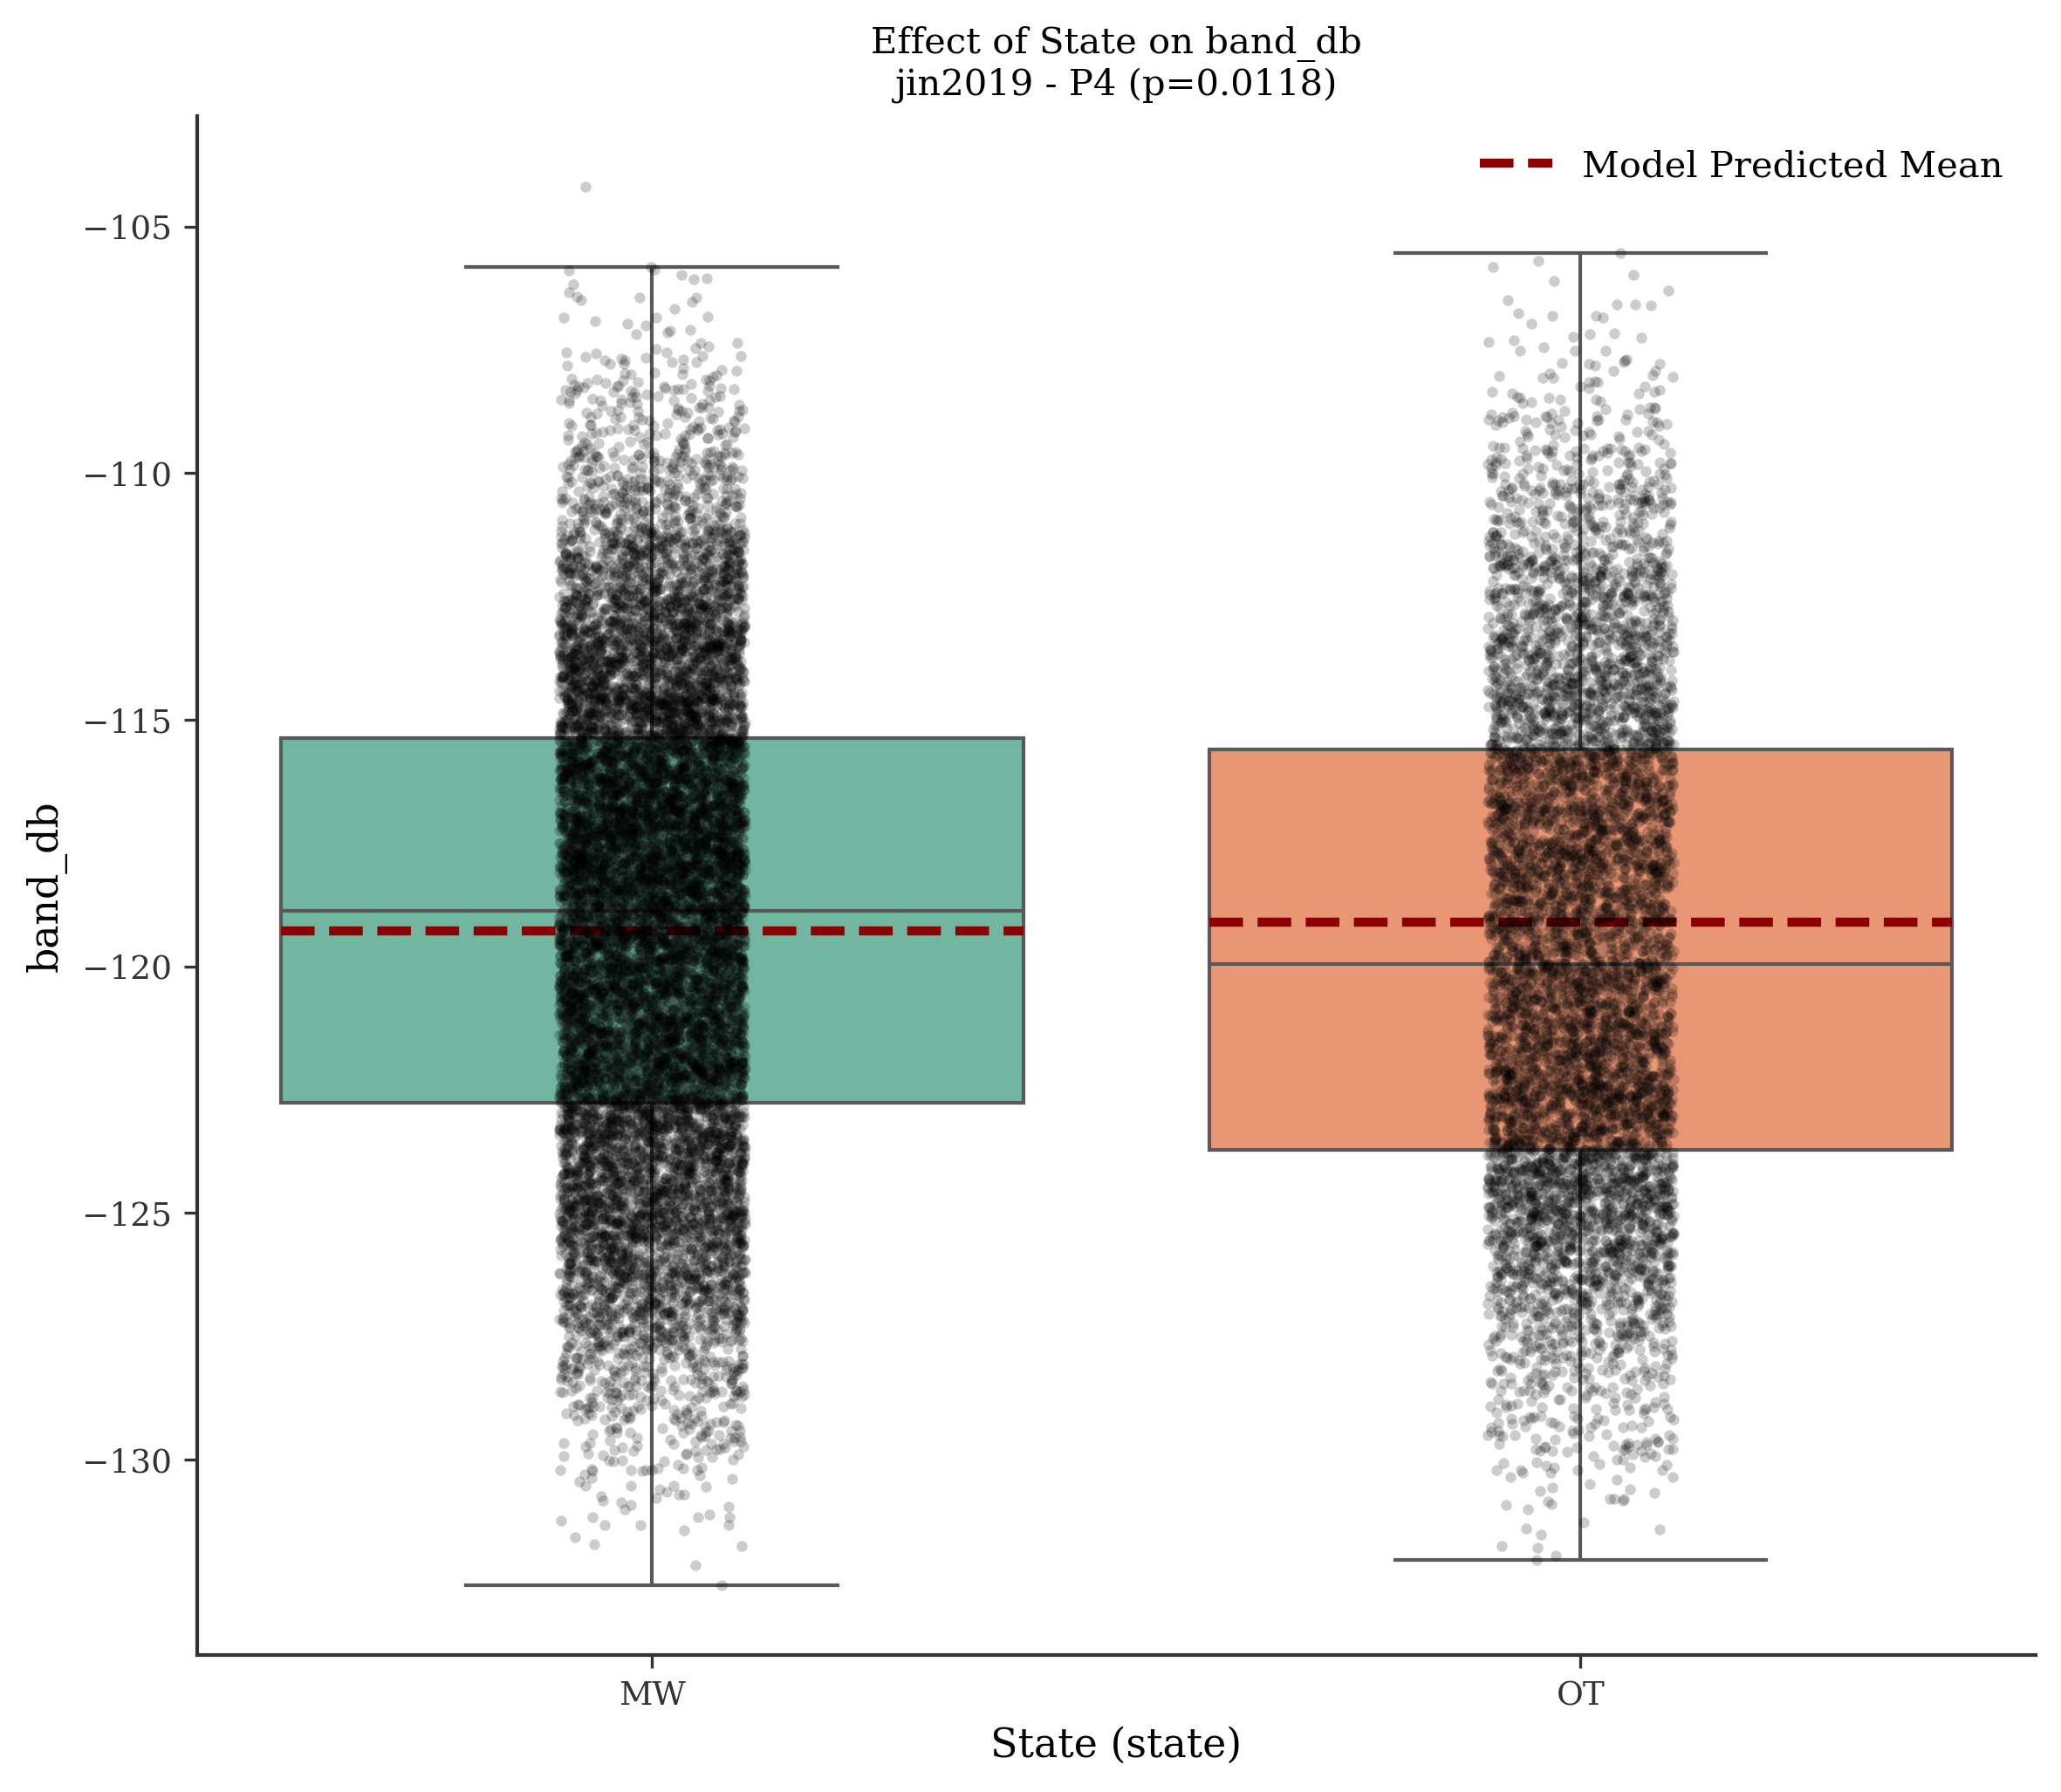 Effect of State on band_db
jin2019 - P4 (p=0.0118)
Model Predicted Mean
−105
−110
−115
−120
−125
−130
band_db
MW
OT
State (state)